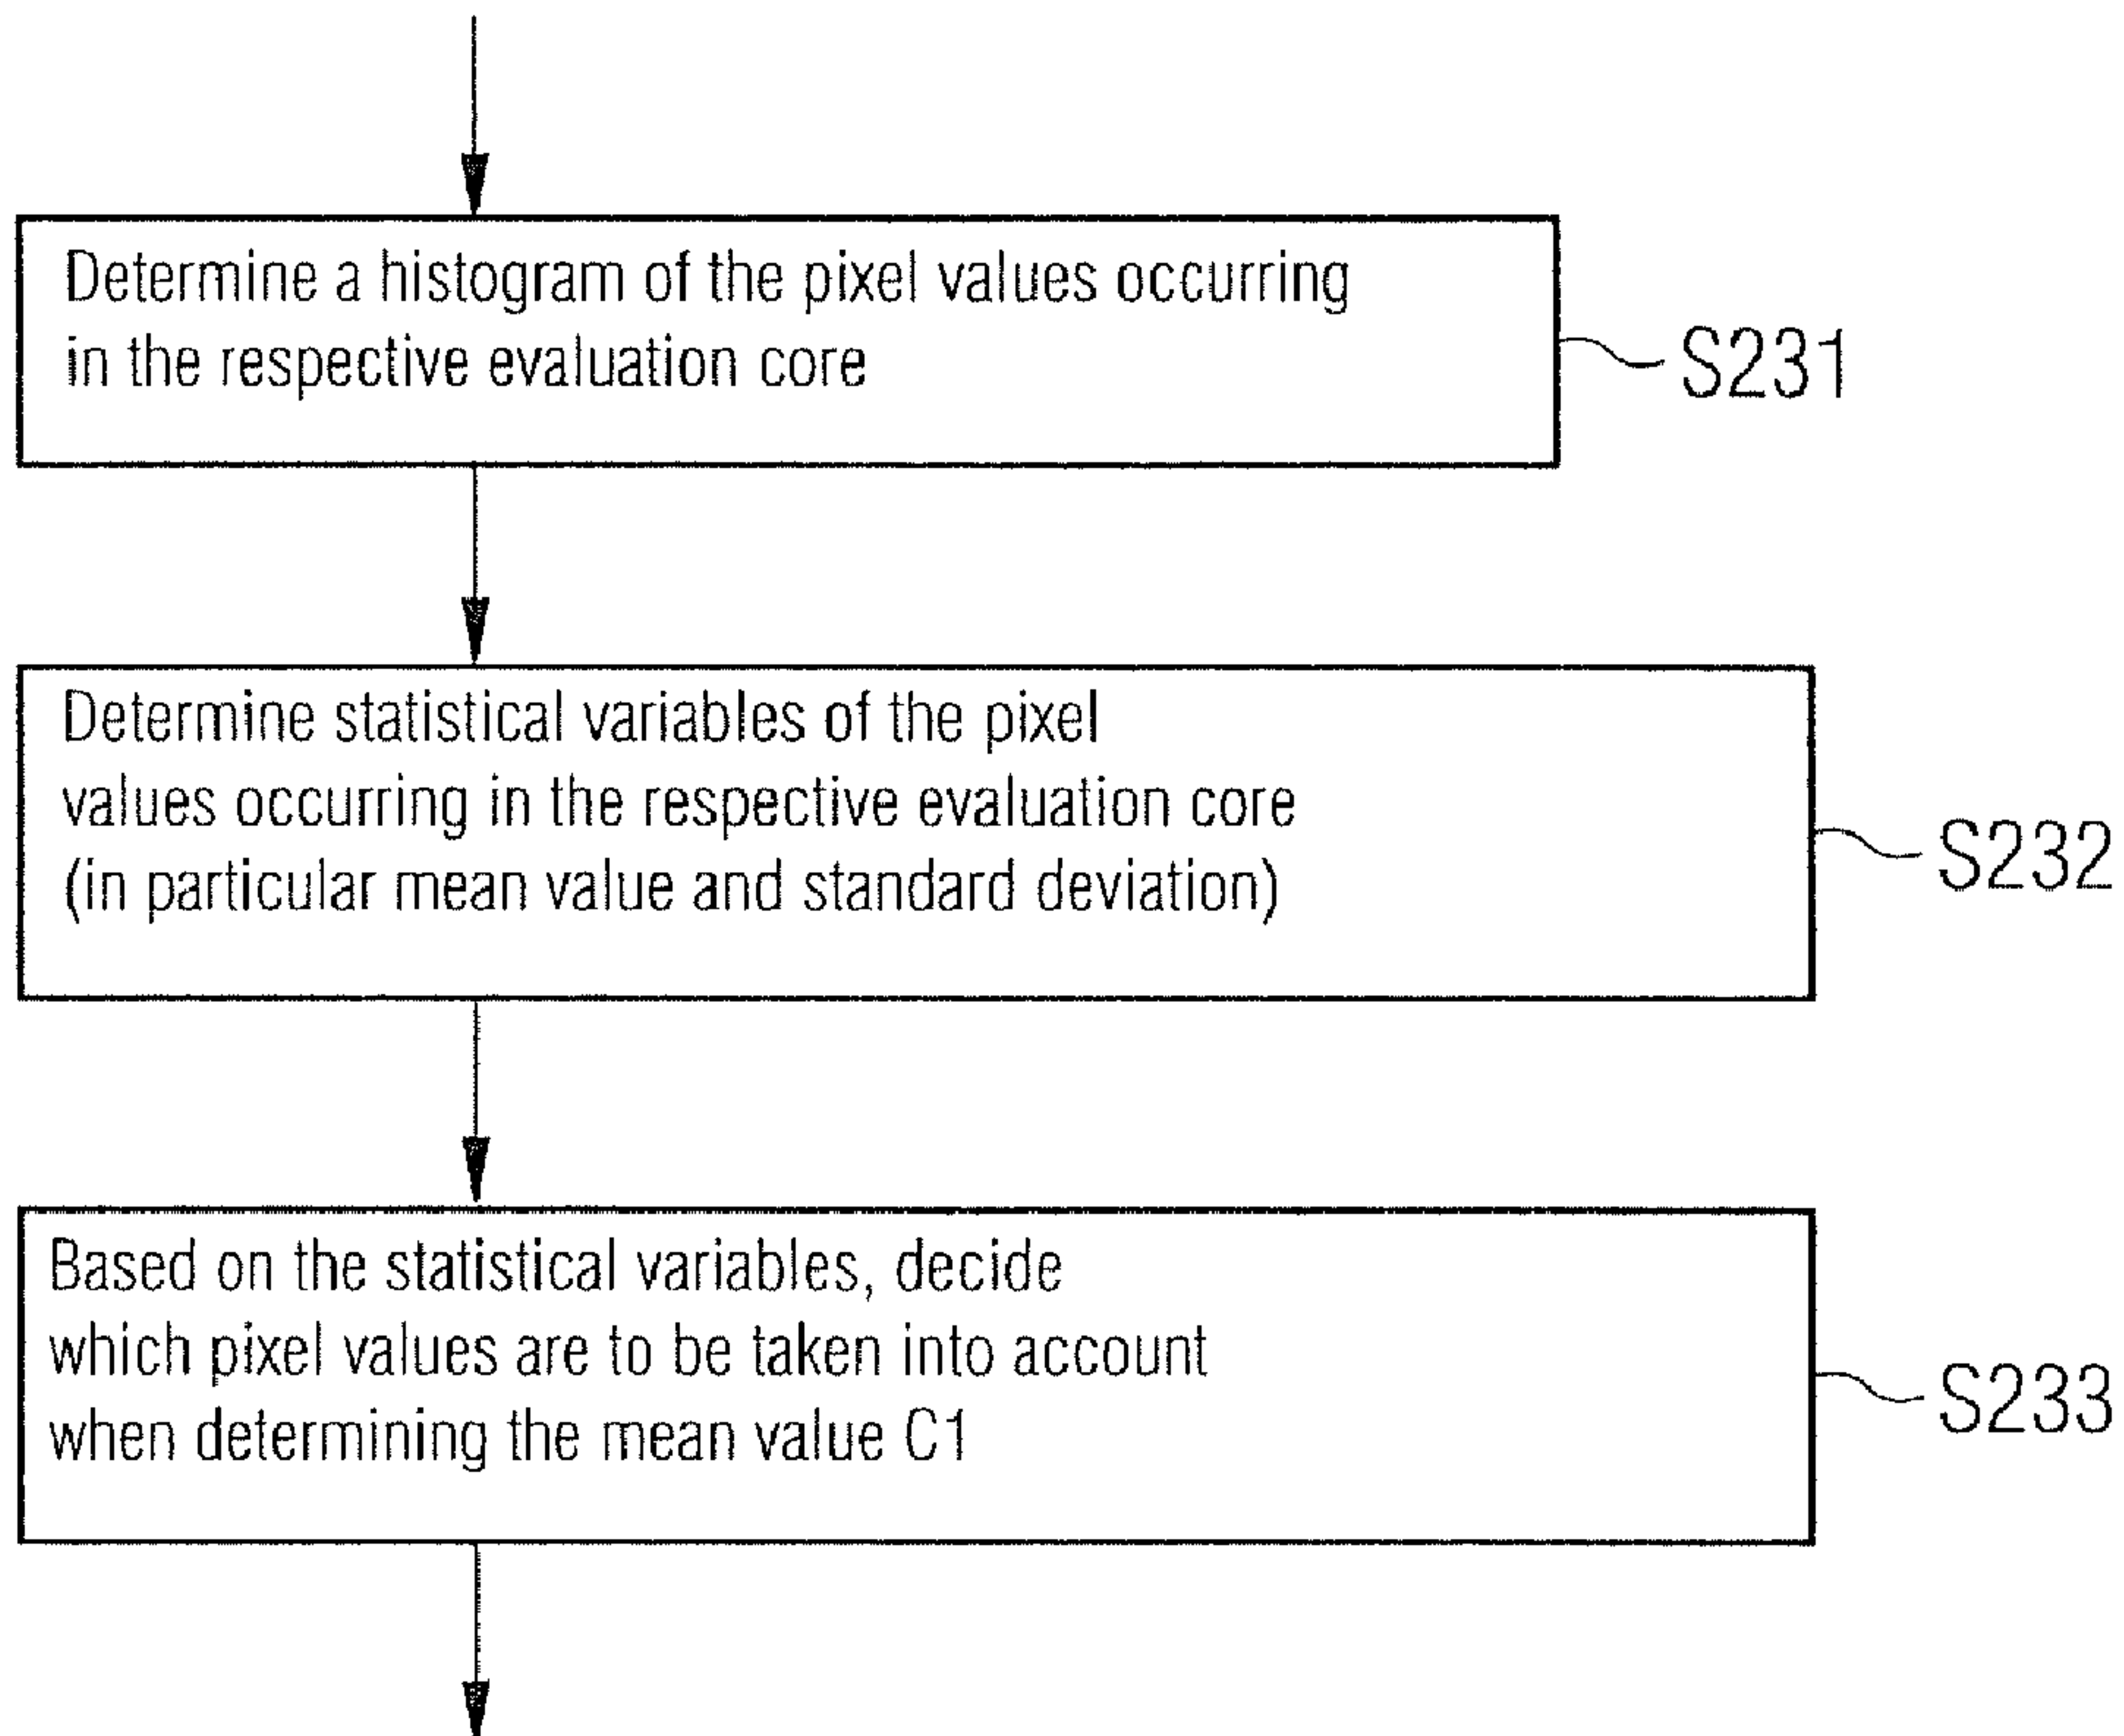 Determine a histogram of the pixel values occurring
in the respective evaluation core
S231
Determine statistical variables of the pixel
values occurring in the respective evaluation core
(in particular mean value and standard deviation)
S232
Based on the statistical variables, decide
which pixel values are to be taken into account
when determining the mean value C1
S233